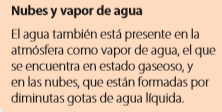 Nubes y vapor de agua
El agua también está presente en la
atmósfera como vapor de agua, el que
se encuentra en estado gaseoso, y
en las nubes, que están formadas por
diminutas gotas de agua líquida.